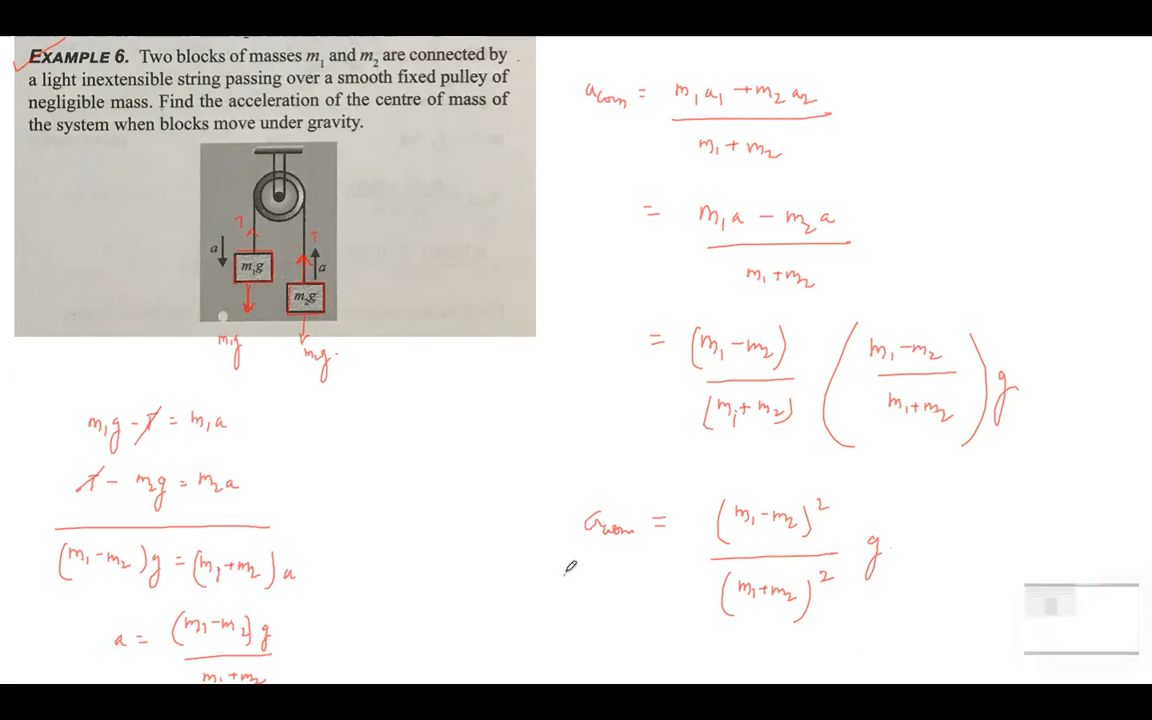 EXAMPLE 6. Two blocks of masses m₁ and m₂ are connected by
a light inextensible string passing over a smooth fixed pulley of
negligible mass. Find the acceleration of the centre of mass of
the system when blocks move under gravity.
T T
a a
m₁g
m₂g
m₁g m₂g.
m₁g - T = m₁a
T - m₂g = m₂a
(m₁ - m₂)g = (m₁ + m₂)a
a = (m₁ - m₂)g
m₁ + m₂
a com = m₁a₁ + m₂a₂
m₁ + m₂
= m₁a - m₂a
m₁ + m₂
= (m₁ - m₂) (m₁ - m₂
(m₁ + m₂) m₁ + m₂) g
a com = (m₁ - m₂)²
(m₁ + m₂)² g.